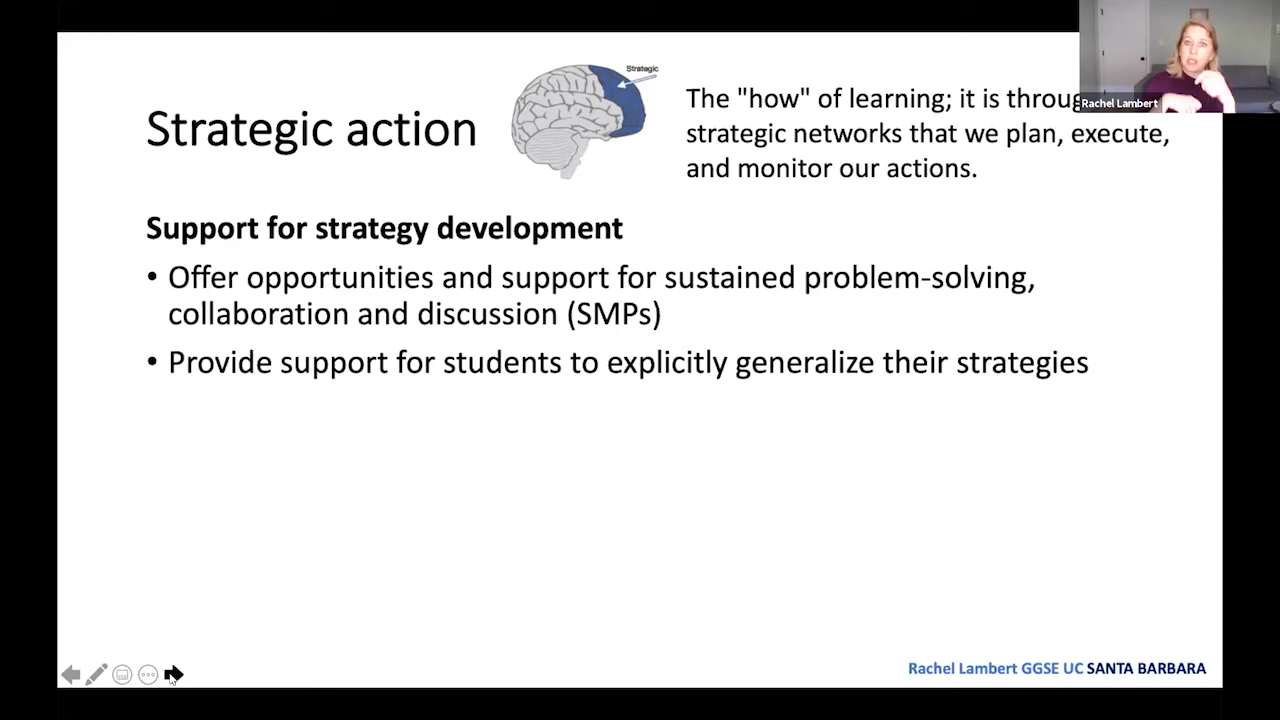 Strategic action
Strategic
The "how" of learning; it is throug
strategic networks that we plan, execute,
and monitor our actions.
Rachel Lambert
Support for strategy development
• Offer opportunities and support for sustained problem-solving,
collaboration and discussion (SMPs)
• Provide support for students to explicitly generalize their strategies
Rachel Lambert GGSE UC SANTA BARBARA